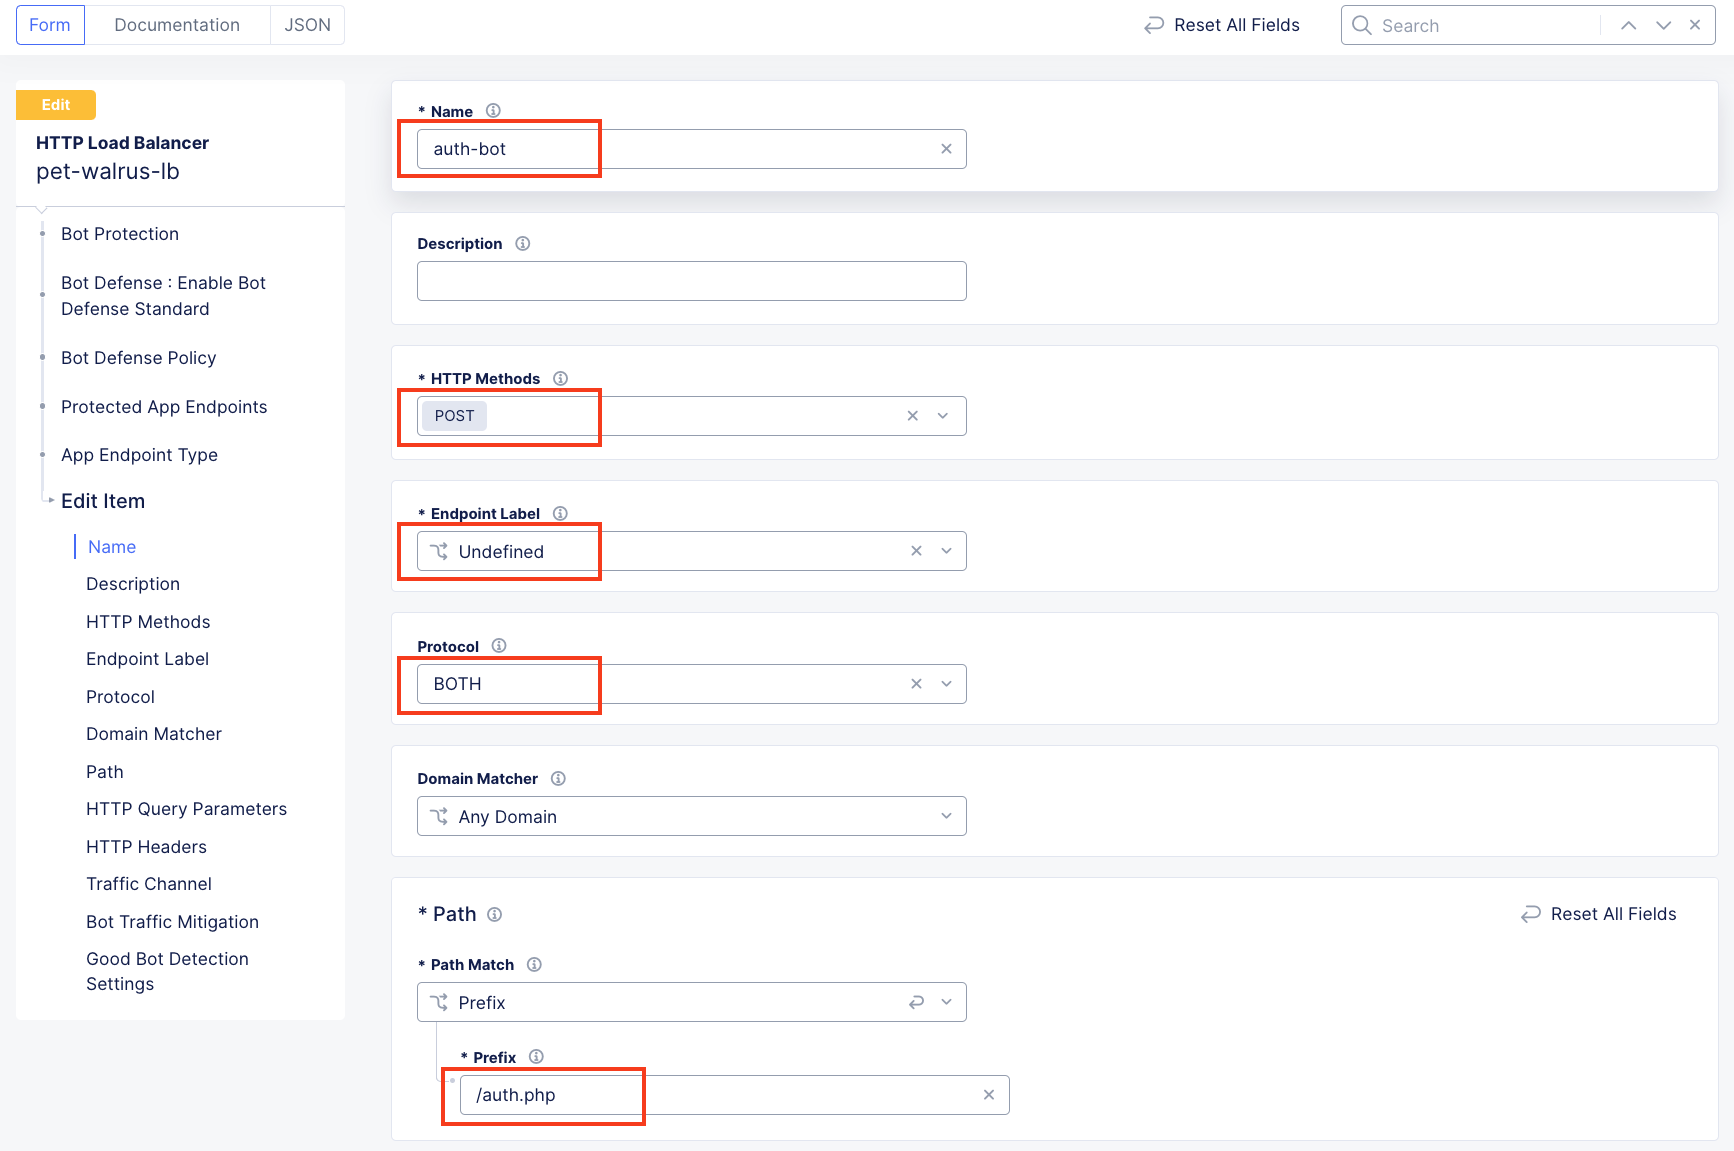 Form
Documentation
JSON
Reset All Fields
Search
Edit
HTTP Load Balancer
pet-walrus-lb
Bot Protection
Bot Defense : Enable Bot
Defense Standard
Bot Defense Policy
Protected App Endpoints
App Endpoint Type
Edit Item
Name
Description
HTTP Methods
Endpoint Label
Protocol
Domain Matcher
Path
HTTP Query Parameters
HTTP Headers
Traffic Channel
Bot Traffic Mitigation
Good Bot Detection
Settings
* Name
auth-bot
Description
* HTTP Methods
POST
* Endpoint Label
Undefined
Protocol
BOTH
Domain Matcher
Any Domain
* Path
Reset All Fields
* Path Match
Prefix
* Prefix
/auth.php